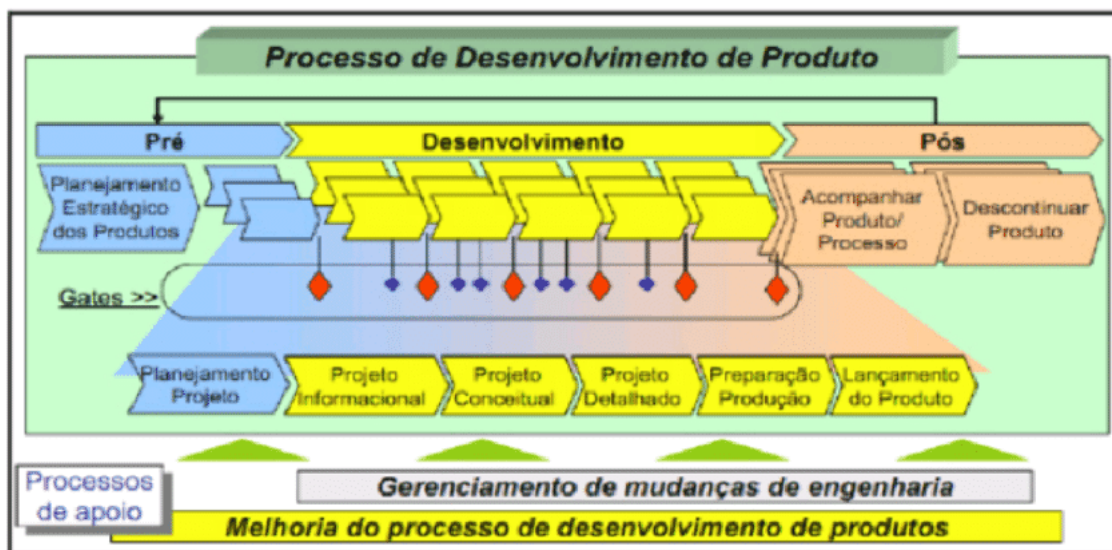 Processo de Desenvolvimento de Produto
Pré
Desenvolvimento
Pós
Planejamento
Estratégico
dos Produtos
Acompanhar
Produto/
Processo
Descontinuar
Produto
Gates >>
Planejamento
Projeto
Projeto
Informacional
Projeto
Conceitual
Projeto
Detalhado
Preparação
Produção
Lançamento
do Produto
Processos
de apoio
Gerenciamento de mudanças de engenharia
Melhoria do processo de desenvolvimento de produtos